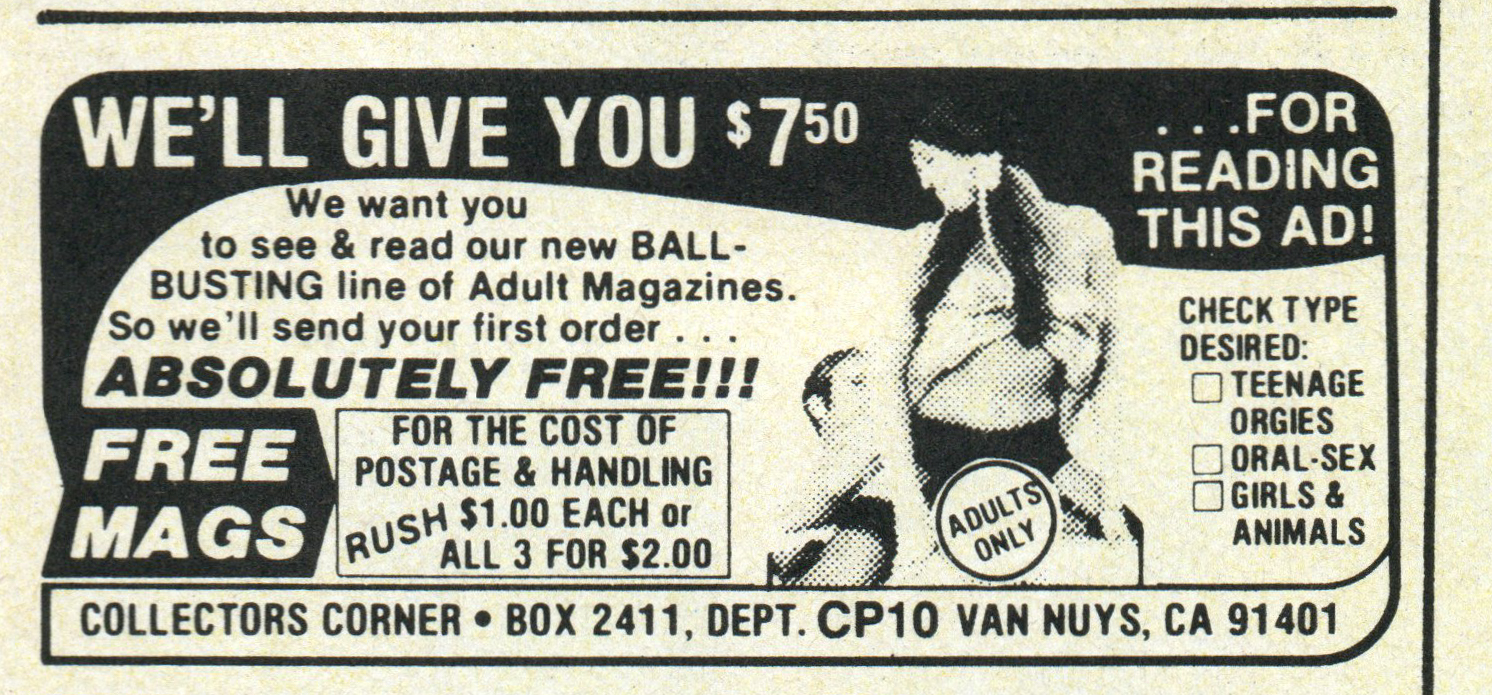 WE'LL GIVE YOU $7.50
. . .FOR
READING
THIS AD!
We want you
to see & read our new BALL-
BUSTING line of Adult Magazines.
So we'll send your first order . . .
ABSOLUTELY FREE!!!
FREE
MAGS
FOR THE COST OF
POSTAGE & HANDLING
RUSH $1.00 EACH or
ALL 3 FOR $2.00
ADULTS
ONLY
CHECK TYPE
DESIRED:
☐ TEENAGE
ORGIES
☐ ORAL-SEX
☐ GIRLS &
ANIMALS
COLLECTORS CORNER • BOX 2411, DEPT. CP10 VAN NUYS, CA 91401